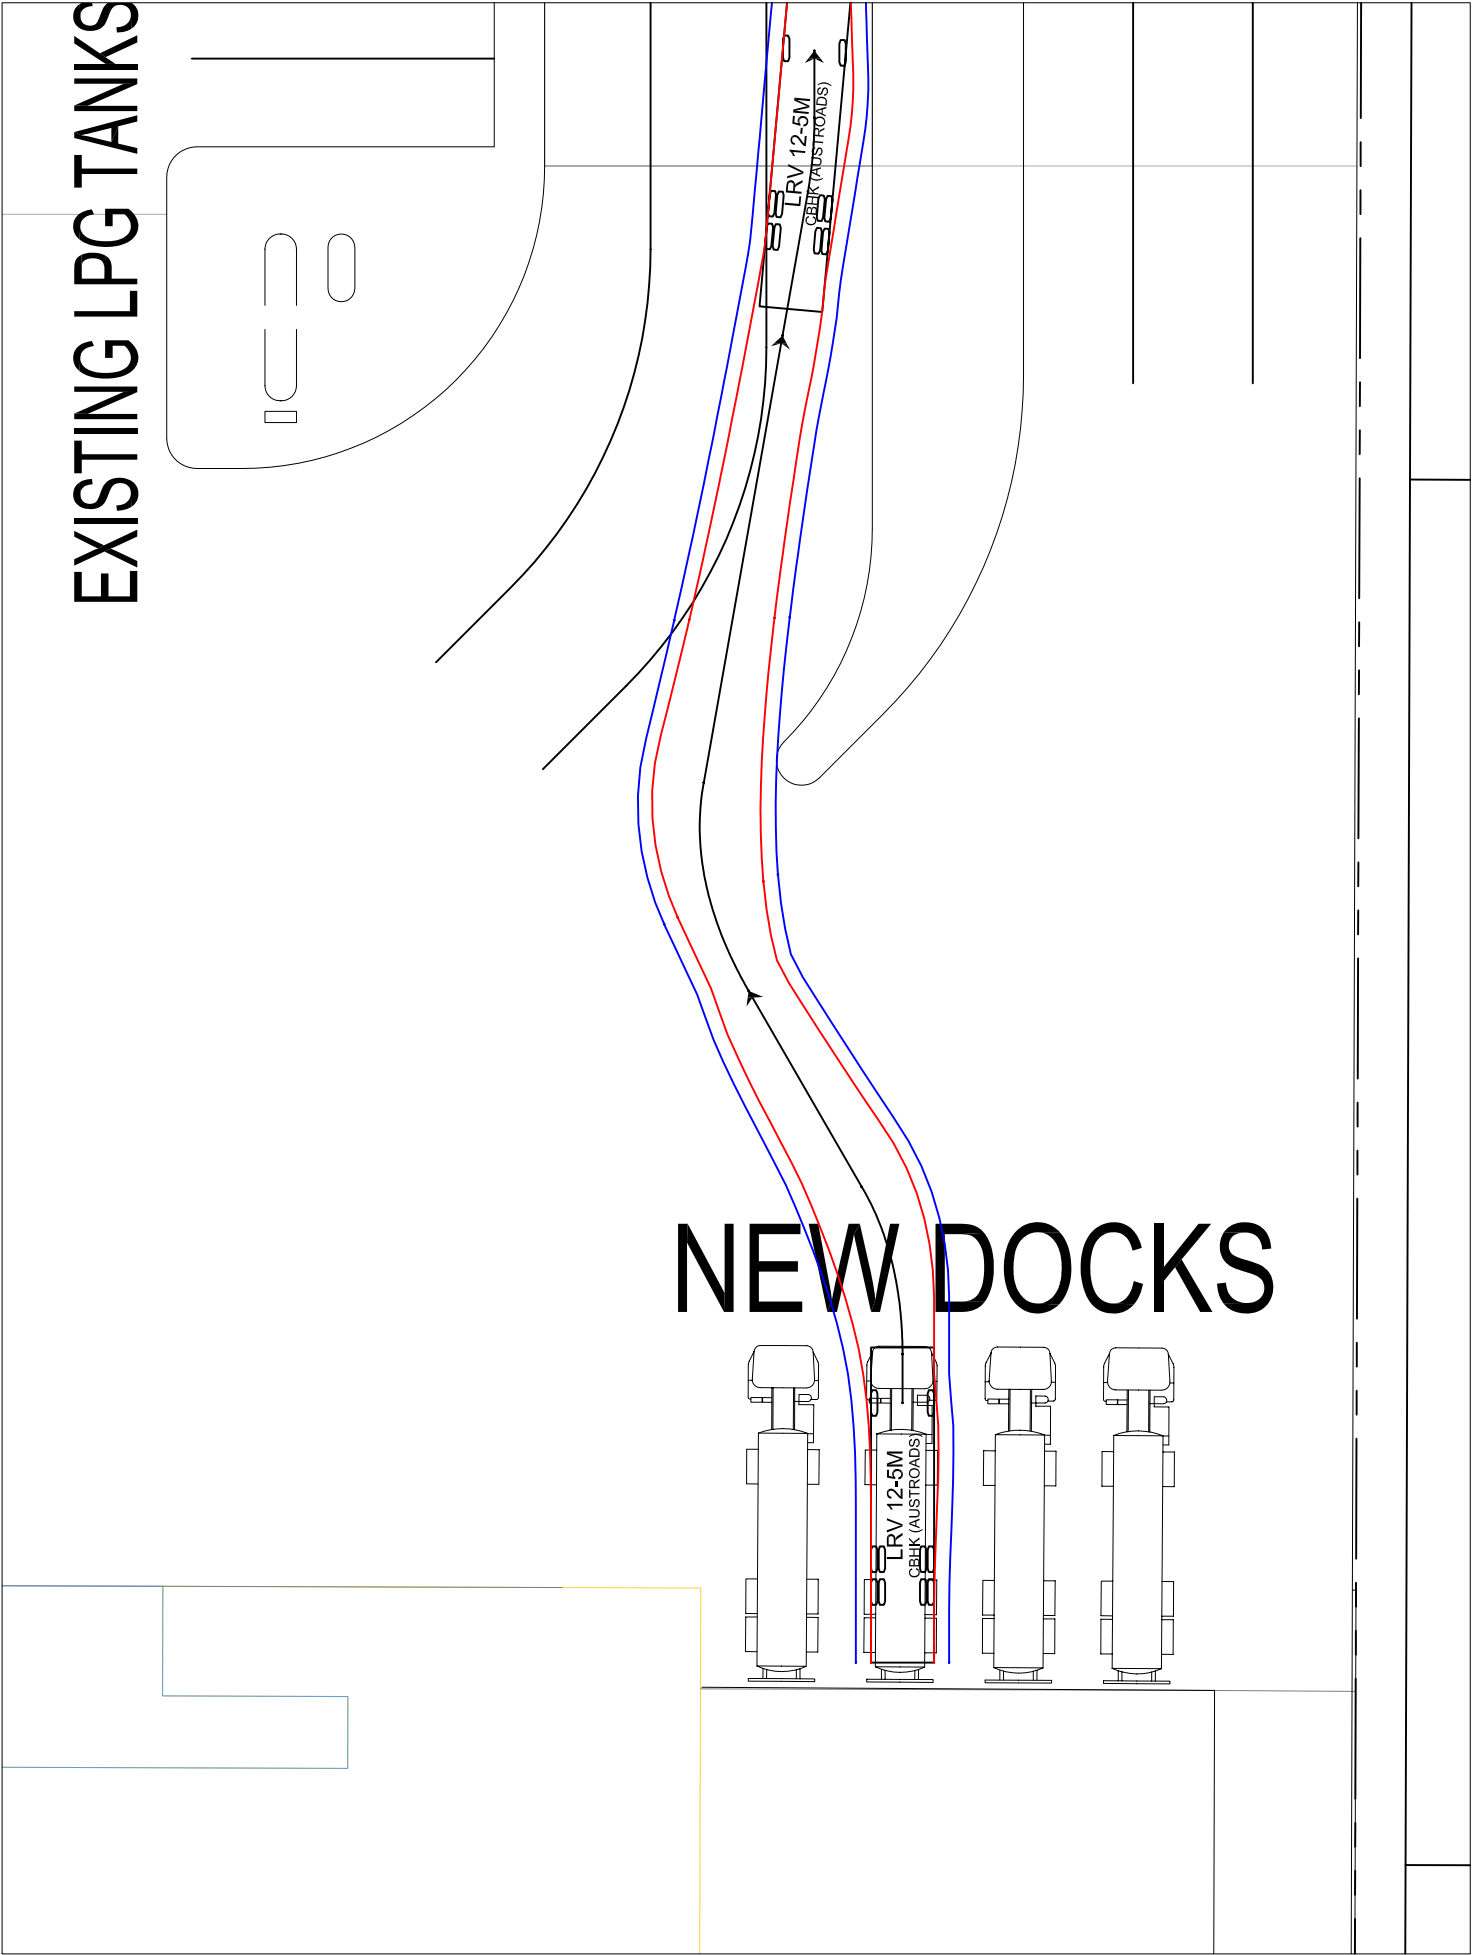 EXISTING LPG TANKS
LRV 12-5M
CBHK (AUSTROADS)
NEW DOCKS
LRV 12-5M
CBHK (AUSTROADS)